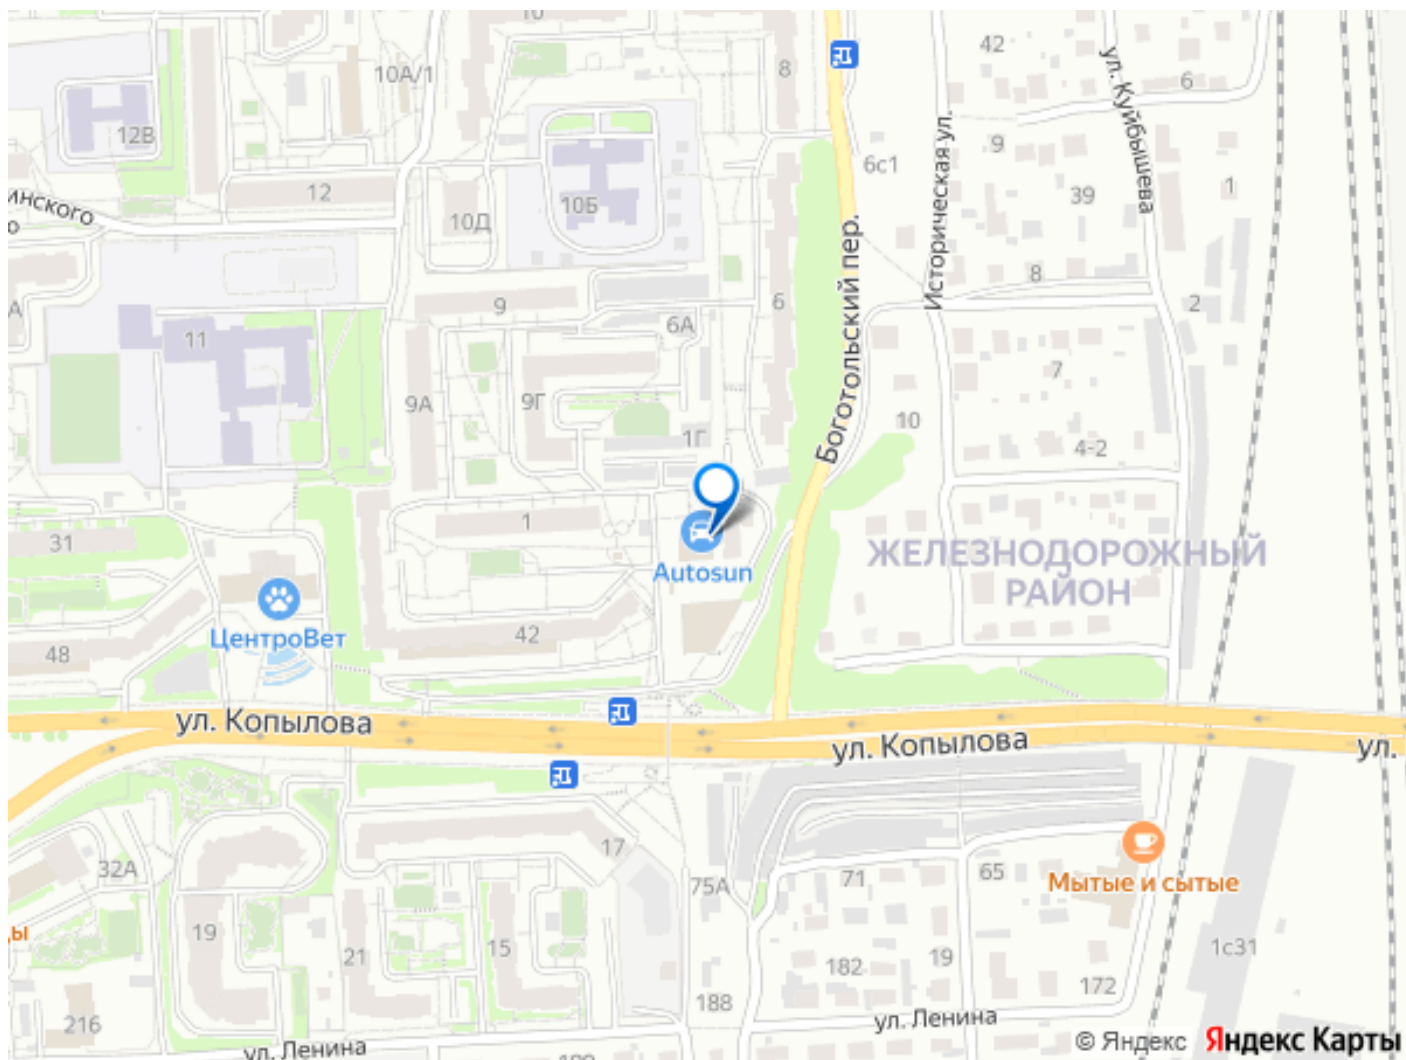 10
8
42
ул. Куйбышева
6
10А/1
12В
6с1
9
Историческая ул.
39
1
12
инского
10Б
10Д
о
Боготольский пер.
8
9
6
2
А
6А
11
7
9А
9Г
10
1Г
4-2
1
31
ЖЕЛЕЗНОДОРОЖНЫЙ
РАЙОН
Autosun
ЦентроВет
42
48
ул. Копылова
ул. Копылова
ул.
17
32А
75А
71
65
Мытые и сытые
ды
19
21
15
182
19
1с31
172
188
216
ул. Ленина
ул. Ленина
© Яндекс Яндекс Карты